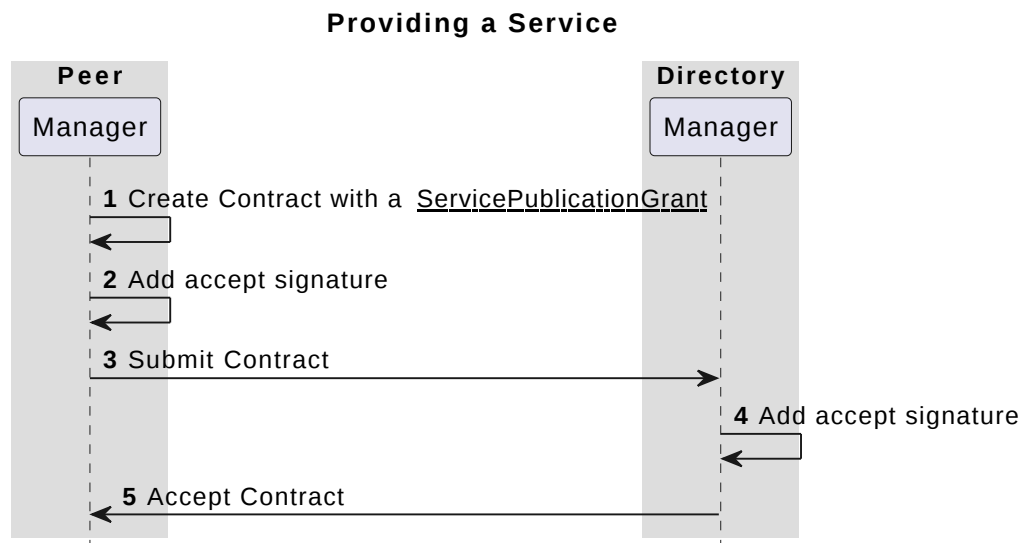 Providing a Service
Peer
Directory
Manager
Manager
1 Create Contract with a ServicePublicationGrant
2 Add accept signature
3 Submit Contract
4 Add accept signature
5 Accept Contract